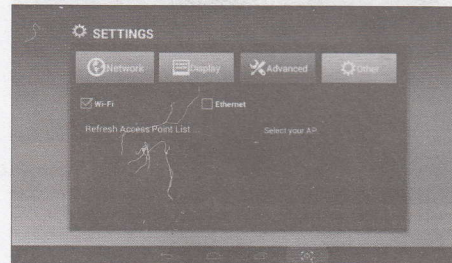 SETTINGS
Network Display Advanced Other
Wi-Fi Ethernet
Refresh Access Point List ... Select your AP.